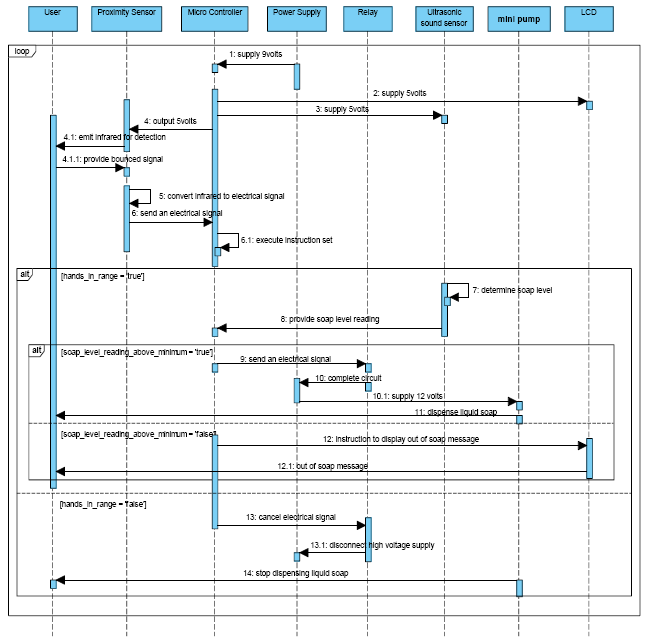 User
Proximity Sensor
Micro Controller
Power Supply
Relay
Ultrasonic
sound sensor
mini pump
LCD
loop
1: supply 9volts
2: supply 5volts
3: supply 5volts
4: output 5volts
4.1: emit infrared for detection
4.1.1: provide bounced signal
5: convert infrared to electrical signal
6: send an electrical signal
6.1: execute instruction set
alt
[hands_in_range = 'true']
7: determine soap level
8: provide soap level reading
alt
[soap_level_reading_above_minimum = 'true']
9: send an electrical signal
10: complete circuit
10.1: supply 12 volts
11: dispense liquid soap
[soap_level_reading_above_minimum = 'false']
12: instruction to display out of soap message
12.1: out of soap message
[hands_in_range = 'false']
13: cancel electrical signal
13.1: disconnect high voltage supply
14: stop dispensing liquid soap